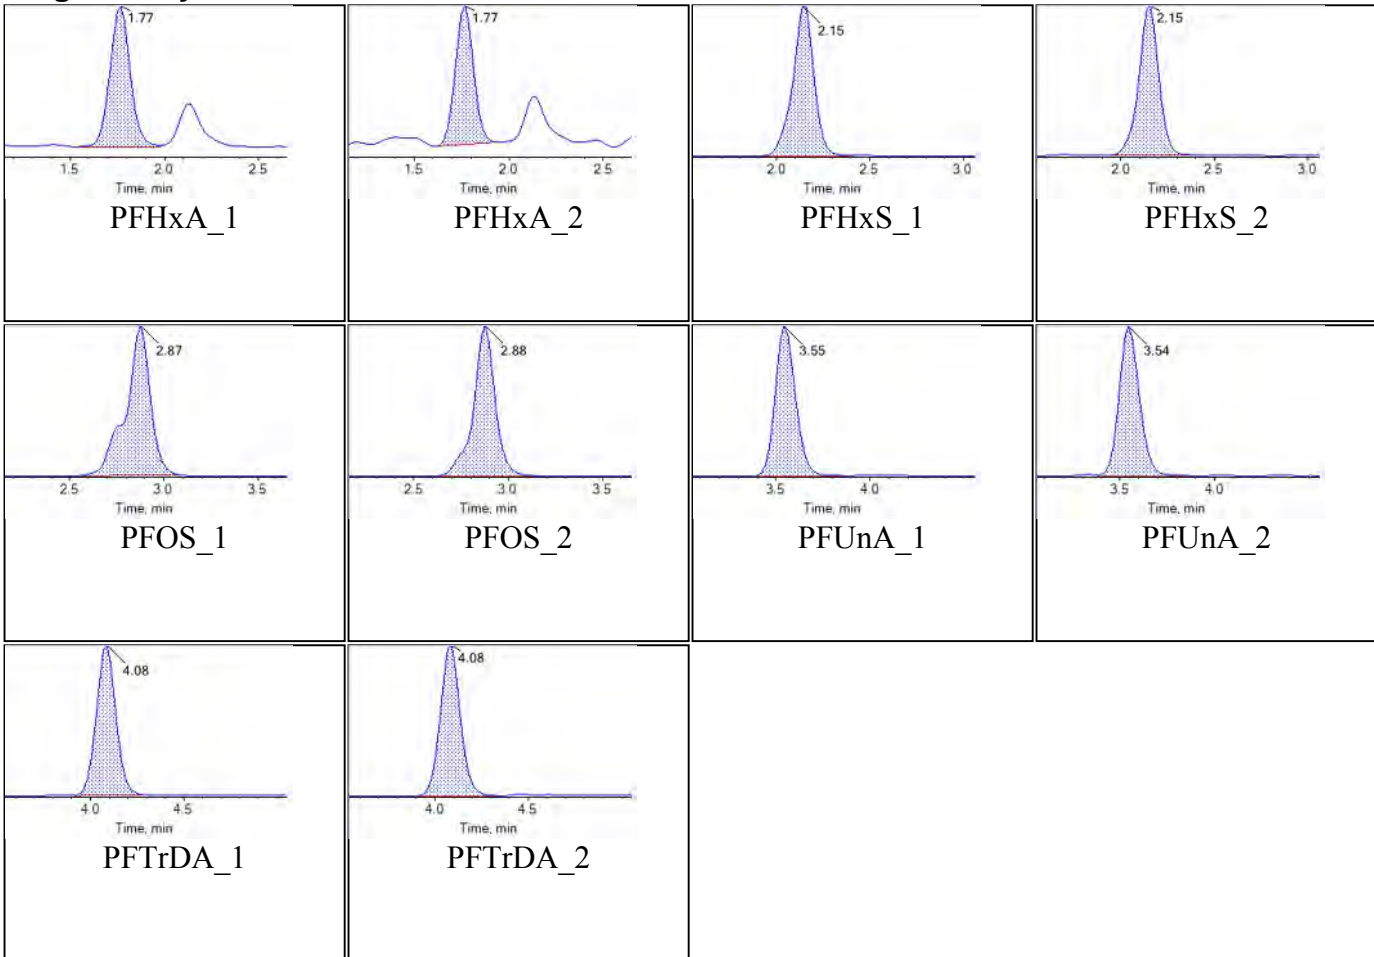 1.77
1.5 2.0 2.5
Time, min
PFHxA_1
1.77
1.5 2.0 2.5
Time, min
PFHxA_2
2.15
2.0 2.5 3.0
Time, min
PFHxS_1
2.15
2.0 2.5 3.0
Time, min
PFHxS_2
2.87
2.5 3.0 3.5
Time, min
PFOS_1
2.88
2.5 3.0 3.5
Time, min
PFOS_2
3.55
3.5 4.0
Time, min
PFUnA_1
3.54
3.5 4.0
Time, min
PFUnA_2
4.08
4.0 4.5
Time, min
PFTrDA_1
4.08
4.0 4.5
Time, min
PFTrDA_2